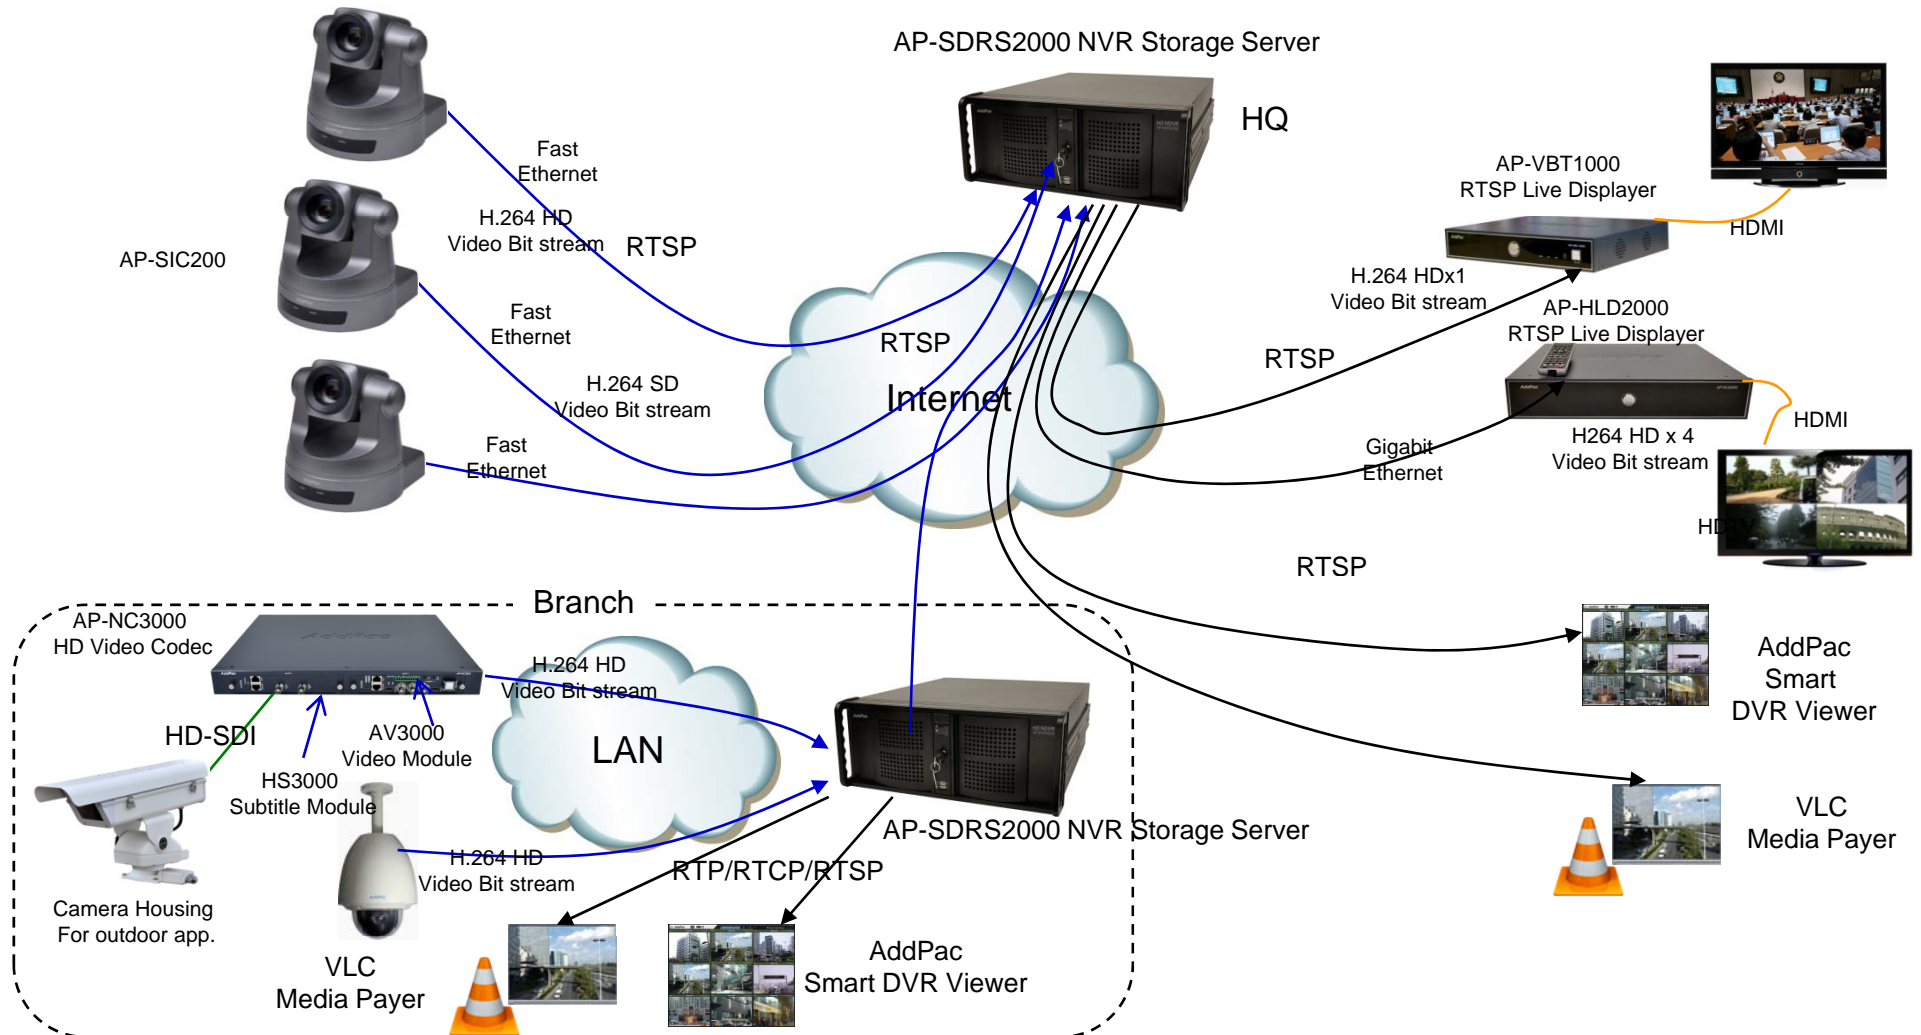 AP-SDRS2000 NVR Storage Server
HQ
Fast
Ethernet
H.264 HD
Video Bit stream
RTSP
AP-SIC200
Fast
Ethernet
H.264 SD
Video Bit stream
Fast
Ethernet
RTSP
Internet
AP-VBT1000
RTSP Live Displayer
HDMI
H.264 HDx1
Video Bit stream
AP-HLD2000
RTSP Live Displayer
RTSP
AddPac
HDMI
Gigabit
Ethernet
H264 HD x 4
Video Bit stream
HDTV
RTSP
AddPac
Smart
DVR Viewer
VLC
Media Payer
Branch
AP-NC3000
HD Video Codec
AddPac
H.264 HD
Video Bit stream
HD-SDI
AV3000
Video Module
HS3000
Subtitle Module
LAN
AP-SDRS2000 NVR Storage Server
H.264 HD
Video Bit stream
RTP/RTCP/RTSP
Camera Housing
For outdoor app.
VLC
Media Payer
AddPac
Smart DVR Viewer